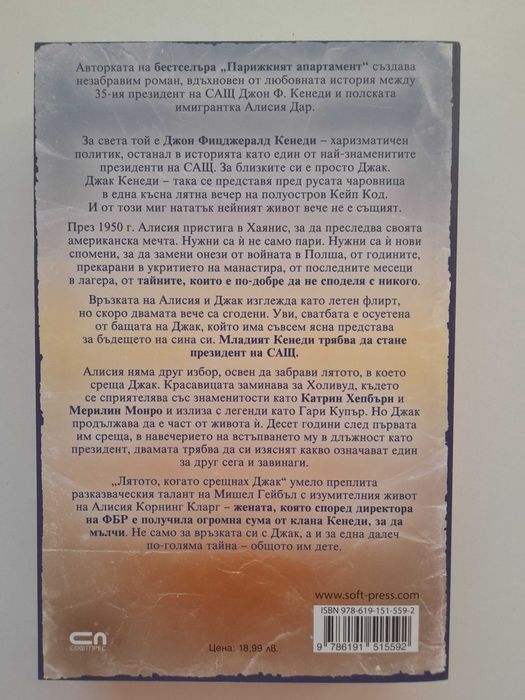 Авторката на бестселъра „Парижкият апартамент“ създава
незабравим роман, вдъхновен от любовната история между
35-ия президент на САЩ Джон Ф. Кенеди и полската
имигрантка Алисия Дар.
За света той е Джон Фицджералд Кенеди – харизматичен
политик, останал в историята като един от най-знаменитите
президенти на САЩ. За близките си е просто Джак.
Джак Кенеди – така се представя пред русата чаровница
в една късна лятна вечер на полуостров Кейп Код.
И от този миг нататък нейният живот вече не е същият.
През 1950 г. Алисия пристига в Хаянис, за да преследва своята
американска мечта. Нужни са ѝ не само пари. Нужни са ѝ нови
спомени, за да замени онези от войната в Полша, от годините,
прекарани в укритието на манастира, от последните месеци
в лагера, от тайните, които е по-добре да не споделя с никого.
Връзката на Алисия и Джак изглежда като летен флирт,
но скоро двамата вече са сгодени. Уви, сватбата е осуетена
от бащата на Джак, който има съвсем ясна представа
за бъдещето на сина си. Младият Кенеди трябва да стане
президент на САЩ.
Алисия няма друг избор, освен да забрави лятото, в което
среща Джак. Красавицата заминава за Холивуд, където
се сприятелява със знаменитости като Катрин Хепбърн и
Мерилин Монро и излиза с легенди като Гари Купър. Но Джак
продължава да е част от живота ѝ. Десет години след първата
им среща, в навечерието на встъпването му в длъжност като
президент, двамата трябва да си изяснят какво означават един
за друг сега и завинаги.
„Лятото, когато срещнах Джак“ умело преплита
разказваческия талант на Мишел Гейбъл с изумителния живот
на Алисия Корнинг Кларг – жената, която според директора
на ФБР е получила огромна сума от клана Кенеди, за да
мълчи. Не само за връзката си с Джак, а и за една далеч
по-голяма тайна – общото им дете.
www.soft-press.com
ISBN 978-619-151-559-2
9 786191 515592
СОФТПРЕС
Цена: 18,99 лв.